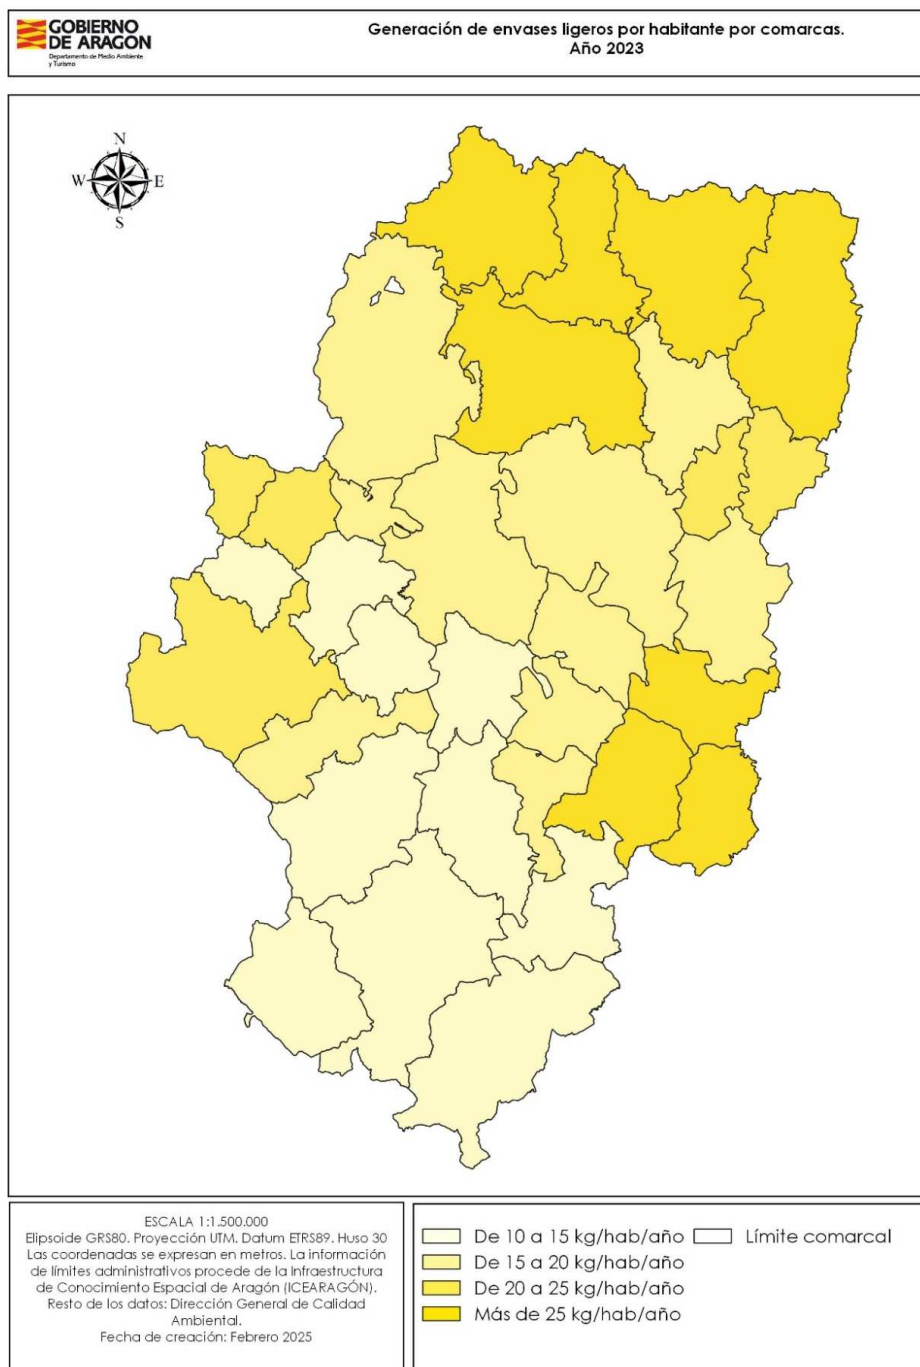 GOBIERNO
DE ARAGON
Departamento de Medio Ambiente
y Turismo
Generación de envases ligeros por habitante por comarcas.
Año 2023
N
W E
S
ESCALA 1:1.500.000
Elipsoide GRS80. Proyección UTM. Datum ETRS89. Huso 30
Las coordenadas se expresan en metros. La información
de límites administrativos procede de la Infraestructura
de Conocimiento Espacial de Aragón (ICEARAGÓN).
Resto de los datos: Dirección General de Calidad
Ambiental.
Fecha de creación: Febrero 2025
De 10 a 15 kg/hab/año Límite comarcal
De 15 a 20 kg/hab/año
De 20 a 25 kg/hab/año
Más de 25 kg/hab/año